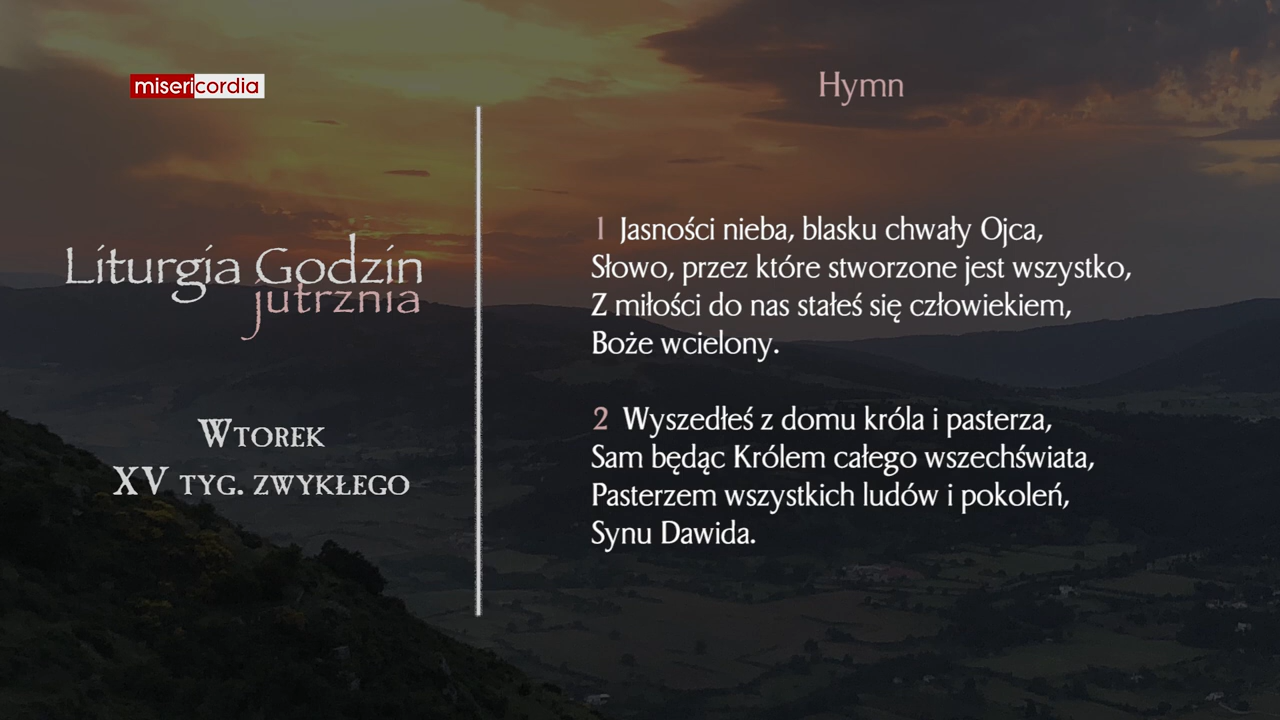 misericordia
Liturgia Godzin
jutrznia
Wtorek
XV tyg. zwykłego
Hymn
1 Jasności nieba, blasku chwały Ojca,
Słowo, przez które stworzone jest wszystko,
Z miłości do nas stałeś się człowiekiem,
Boże wcielony.
2 Wyszedłeś z domu króla i pasterza,
Sam będąc Królem całego wszechświata,
Pasterzem wszystkich ludów i pokoleń,
Synu Dawida.